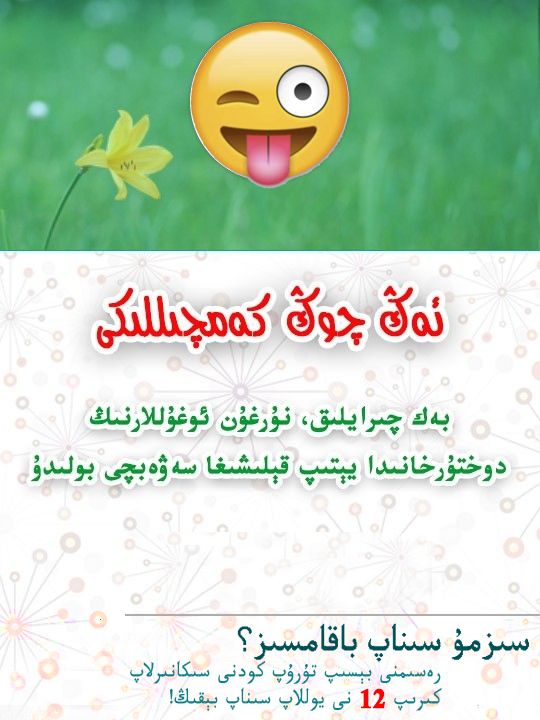 ئەڭ چوڭ كەمچىللىكى
بەك چىرايلىق، نۇرغۇن ئوغۇللارنىڭ
دوختۇرخانىدا يېتىپ قېلىشىغا سەۋەبچى بولىدۇ
سىزمۇ سىناپ باقامسىز؟
رەسىمنى بېسىپ تۇرۇپ كودنى سىكانىرلاپ
كىرىپ 12 نى يوللاپ سىناپ بېقىڭ!